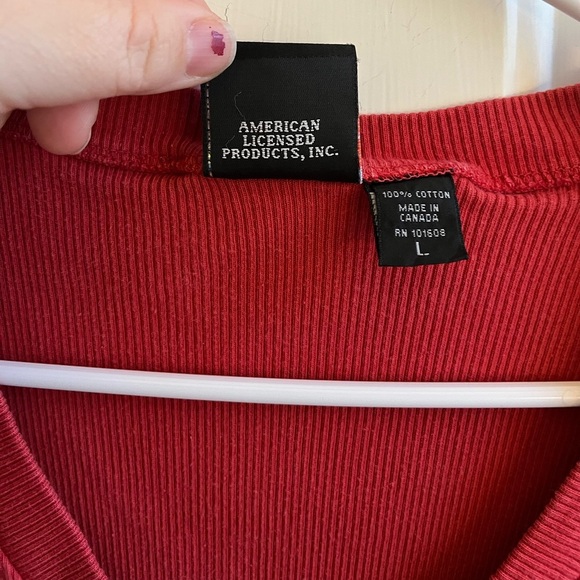 AMERICAN
LICENSED
PRODUCTS, INC.
100% COTTON
MADE IN
CANADA
RN 101608
L